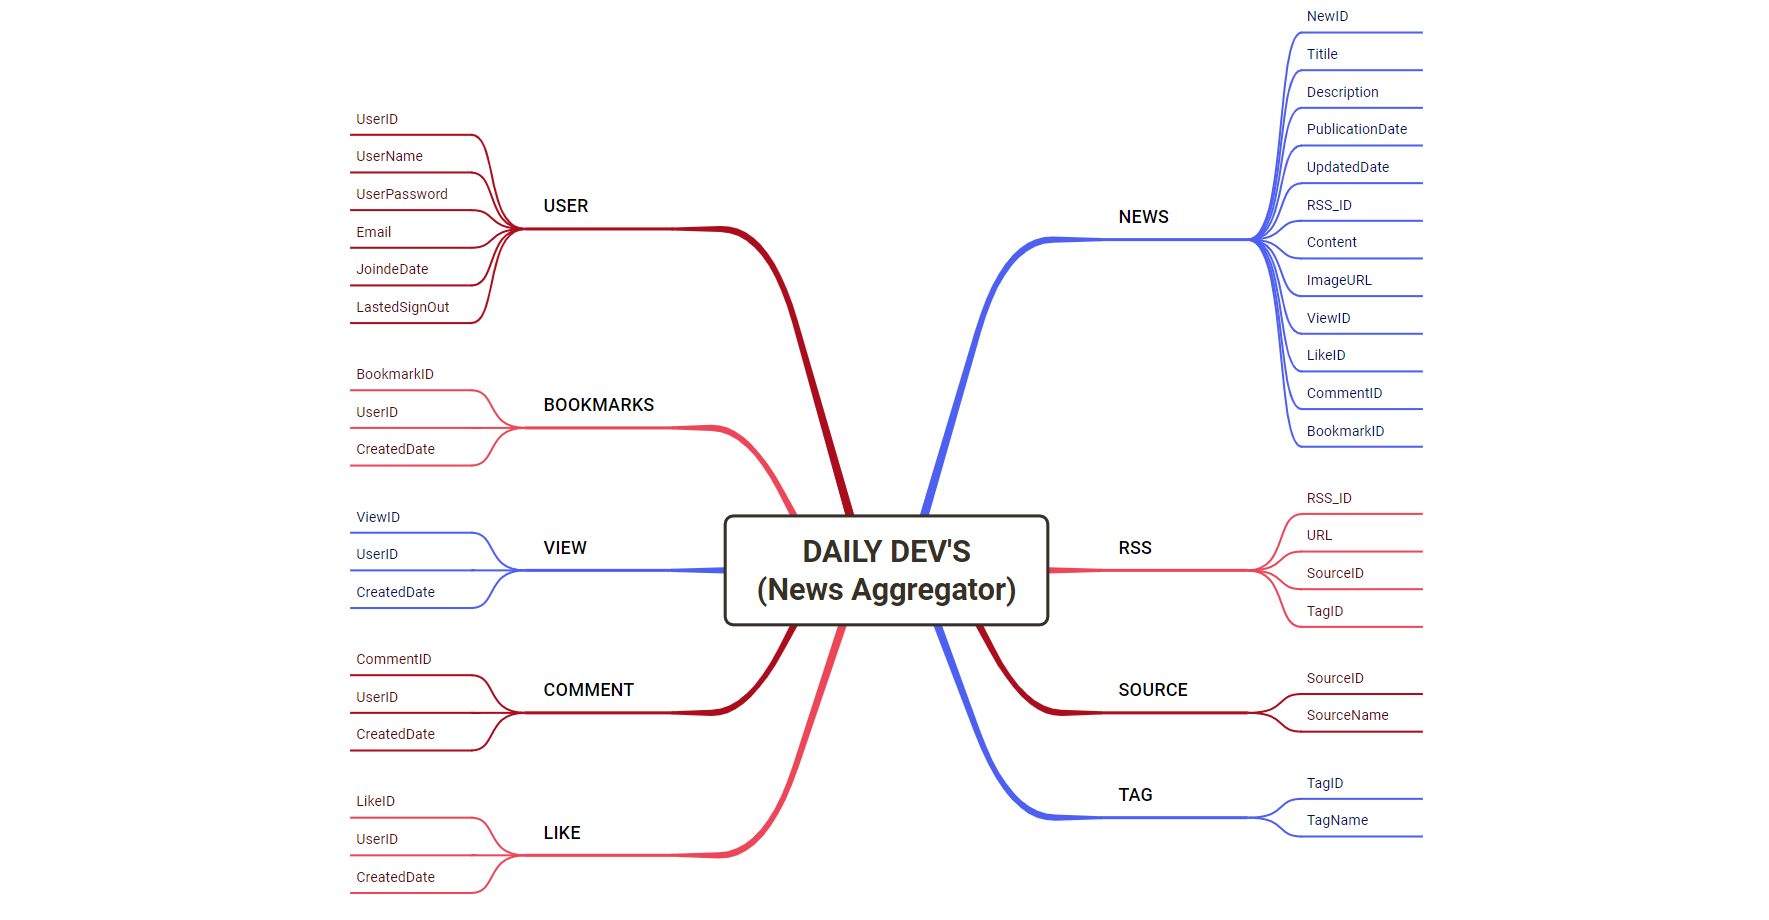 DAILY DEV'S
(News Aggregator)
USER
UserID
UserName
UserPassword
Email
JoindeDate
LastedSignOut
BOOKMARKS
BookmarkID
UserID
CreatedDate
VIEW
ViewID
UserID
CreatedDate
COMMENT
CommentID
UserID
CreatedDate
LIKE
LikeID
UserID
CreatedDate
NEWS
NewID
Titile
Description
PublicationDate
UpdatedDate
RSS_ID
Content
ImageURL
ViewID
LikeID
CommentID
BookmarkID
RSS
RSS_ID
URL
SourceID
TagID
SOURCE
SourceID
SourceName
TAG
TagID
TagName